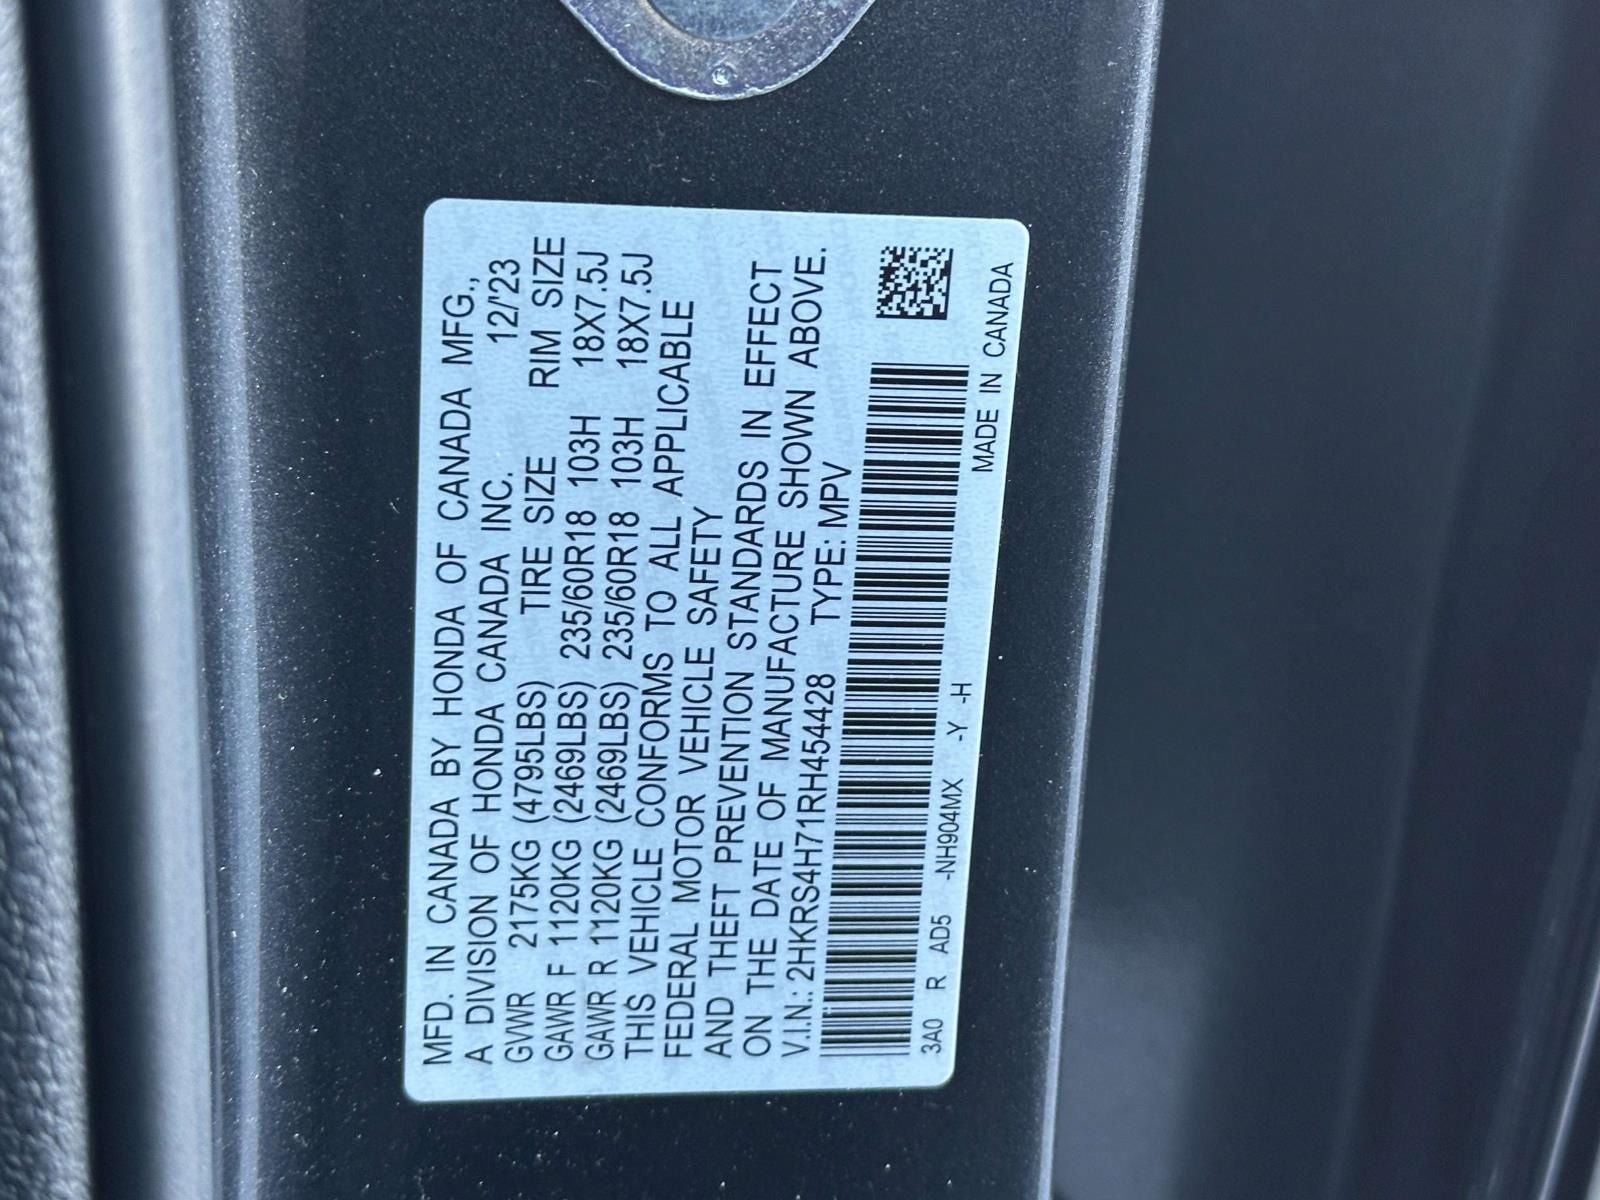 MFD. IN CANADA BY HONDA OF CANADA MFG.,
A DIVISION OF HONDA CANADA INC. 12/'23
GVWR 2175KG (4795LBS) TIRE SIZE RIM SIZE
GAWR F 1120KG (2469LBS) 235/60R18 103H 18X7.5J
GAWR R 1120KG (2469LBS) 235/60R18 103H 18X7.5J
THIS VEHICLE CONFORMS TO ALL APPLICABLE
FEDERAL MOTOR VEHICLE SAFETY
AND THEFT PREVENTION STANDARDS IN EFFECT
ON THE DATE OF MANUFACTURE SHOWN ABOVE.
V.I.N.: 2HKRS4H71RH454428 TYPE: MPV
3A0 R AD5 -NH904MX -Y -H MADE IN CANADA